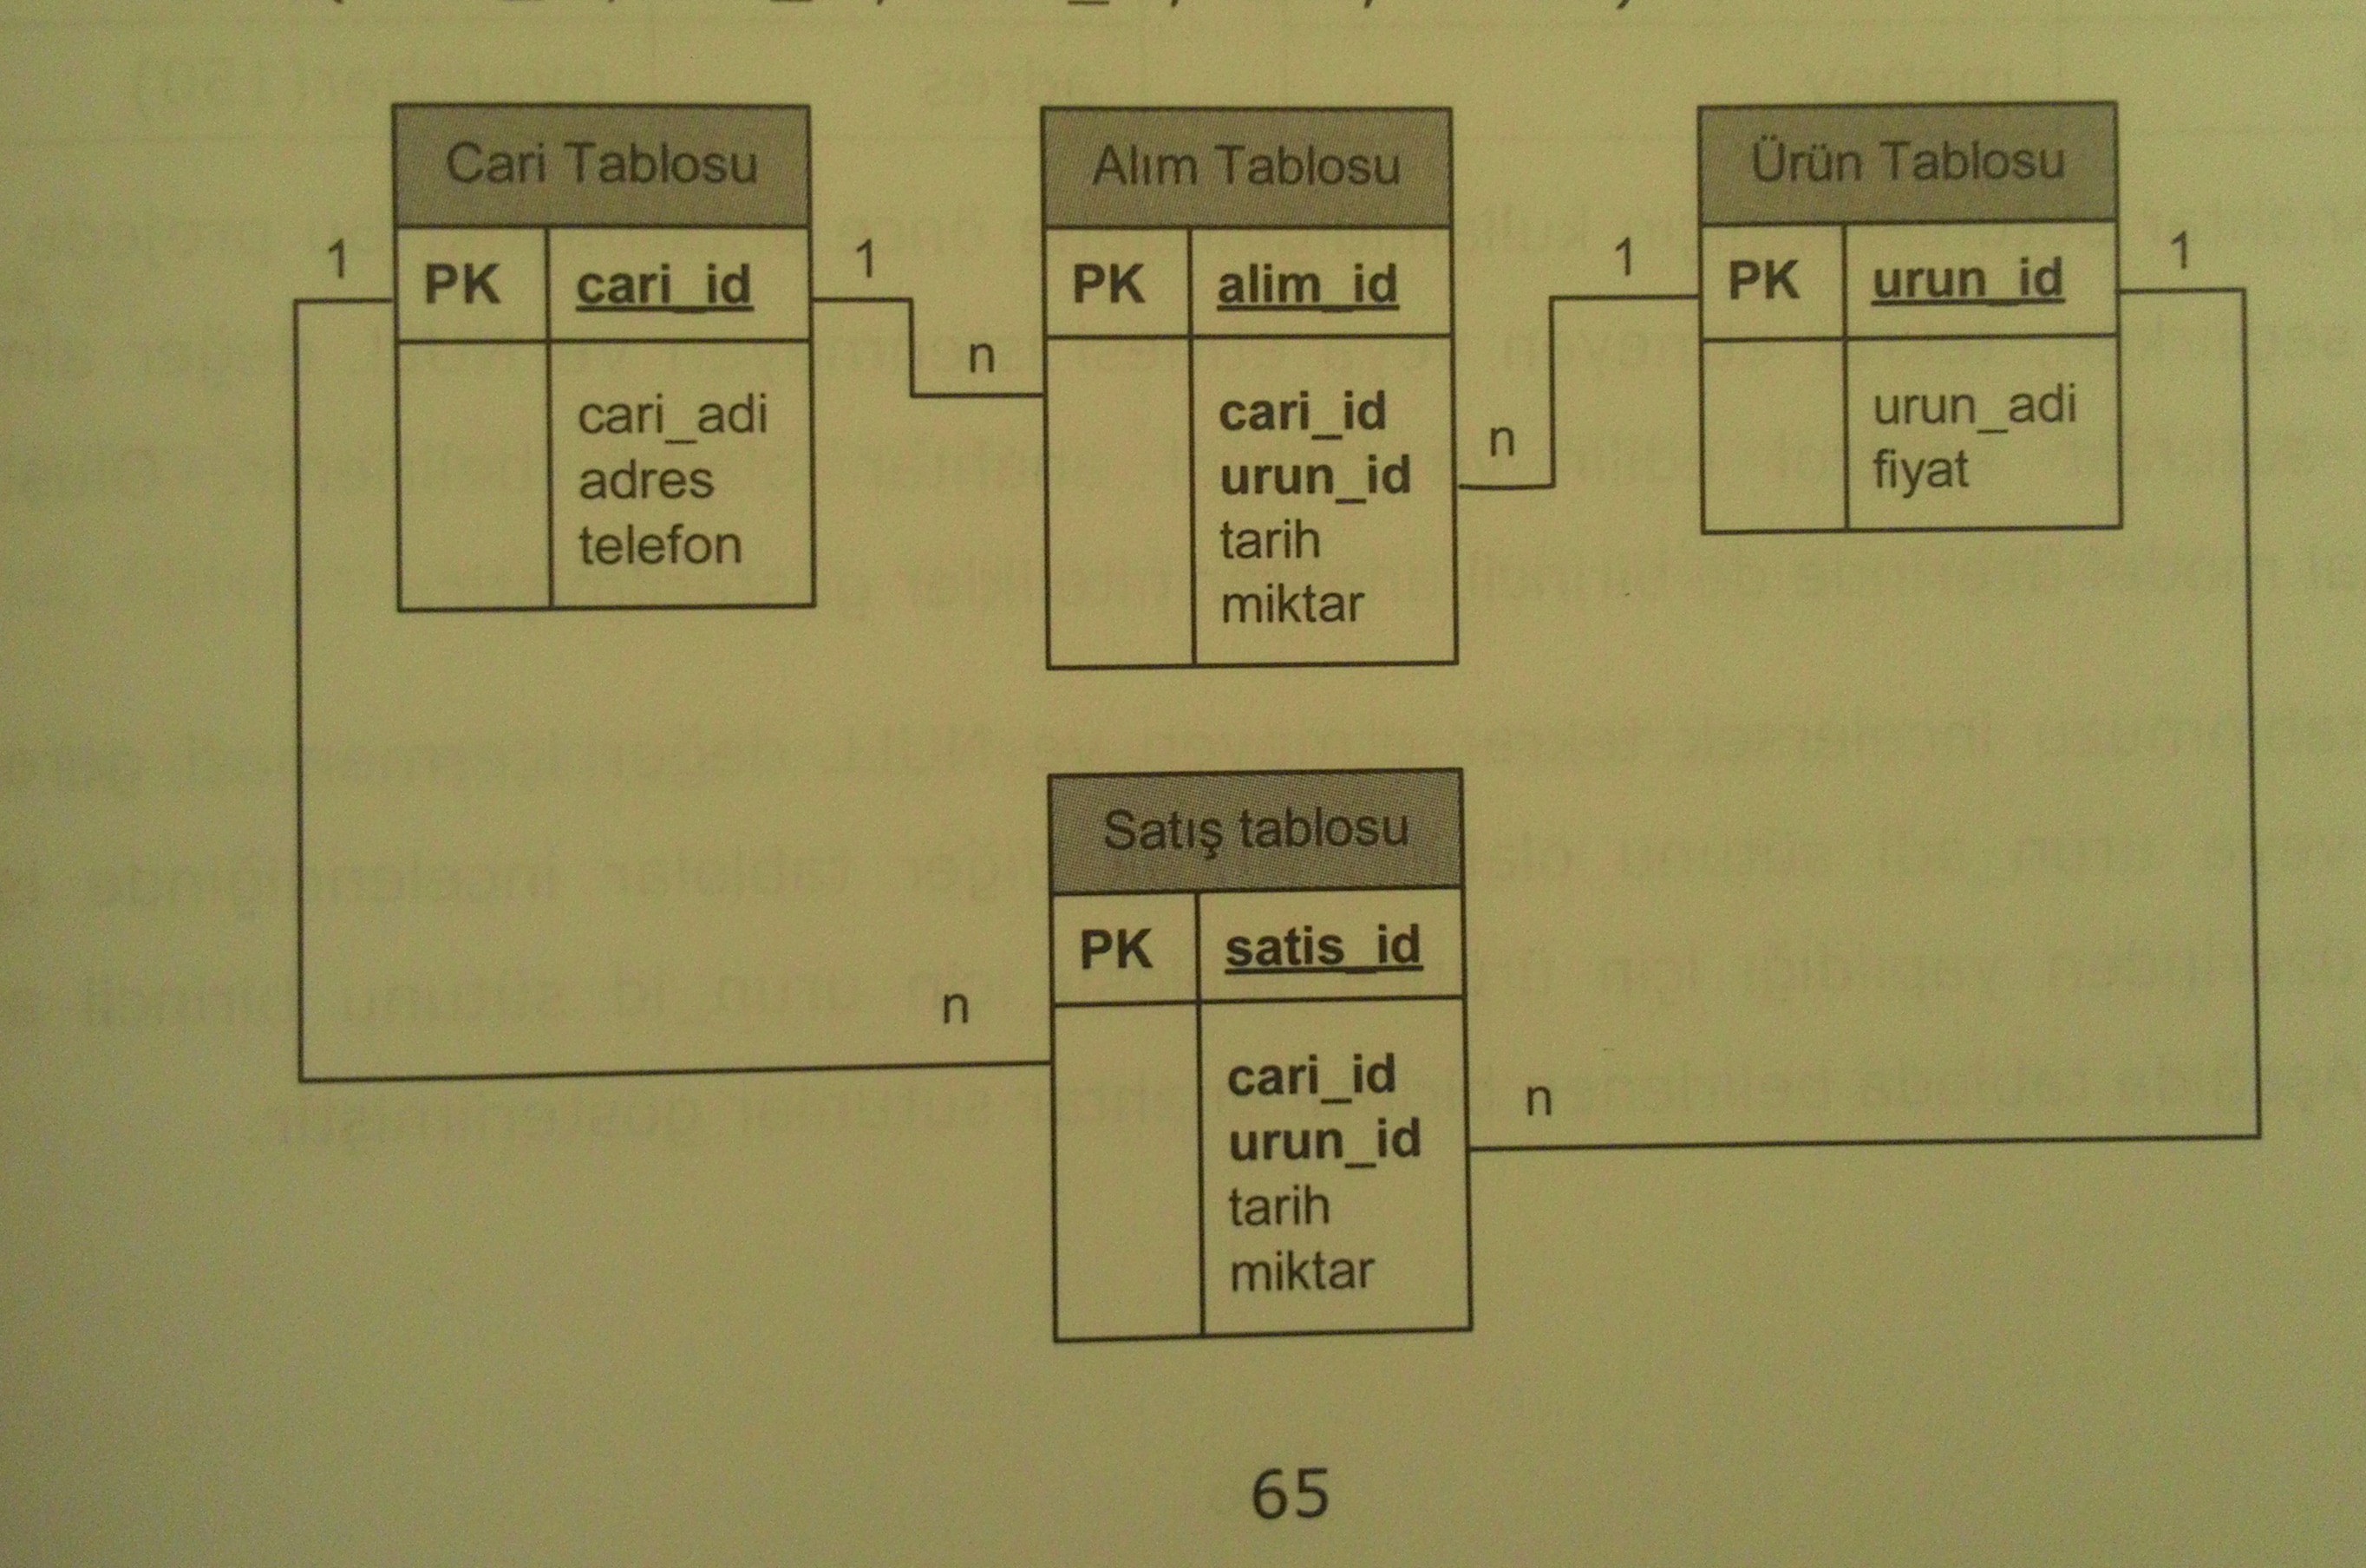 Cari Tablosu
PK cari_id
cari_adi
adres
telefon
1
1
n
Alım Tablosu
PK alim_id
cari_id
urun_id
tarih
miktar
n
1
Ürün Tablosu
PK urun_id
urun_adi
fiyat
1
Satış tablosu
PK satis_id
cari_id
urun_id
tarih
miktar
n
n
65